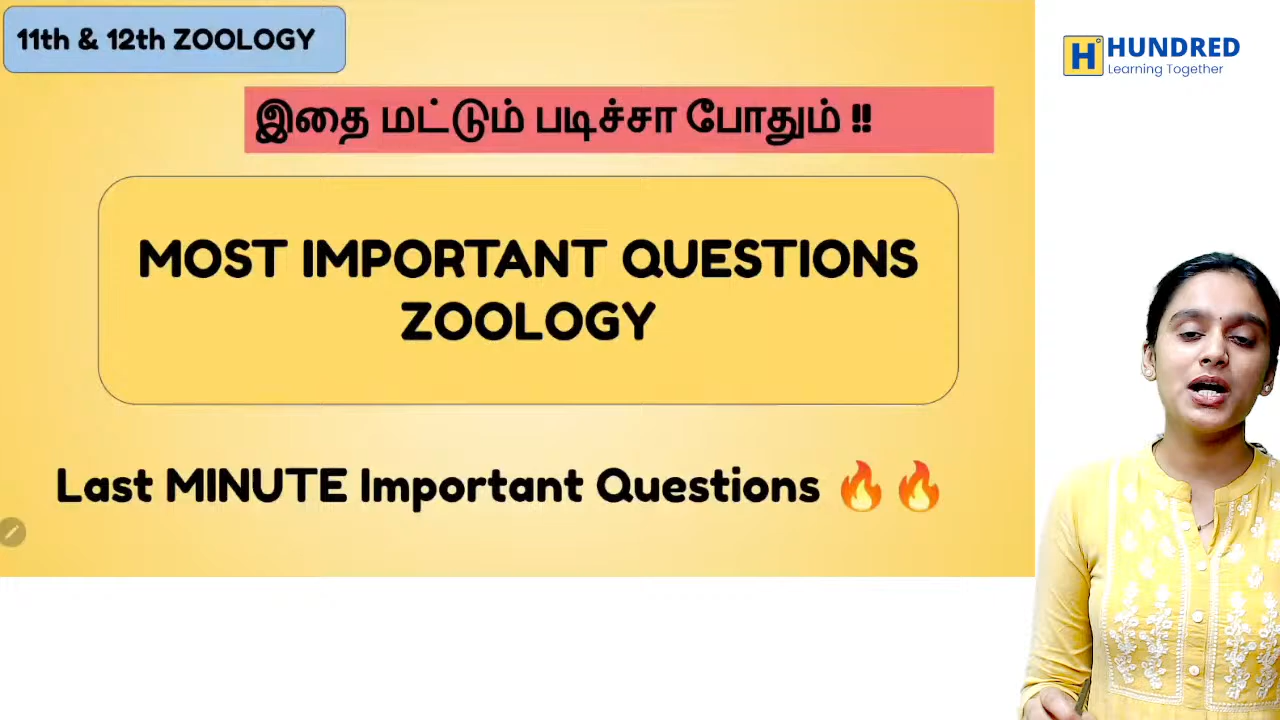 11th & 12th ZOOLOGY
H HUNDRED
Learning Together
இதை மட்டும் படிச்சா போதும் !!
MOST IMPORTANT QUESTIONS
ZOOLOGY
Last MINUTE Important Questions 🔥🔥